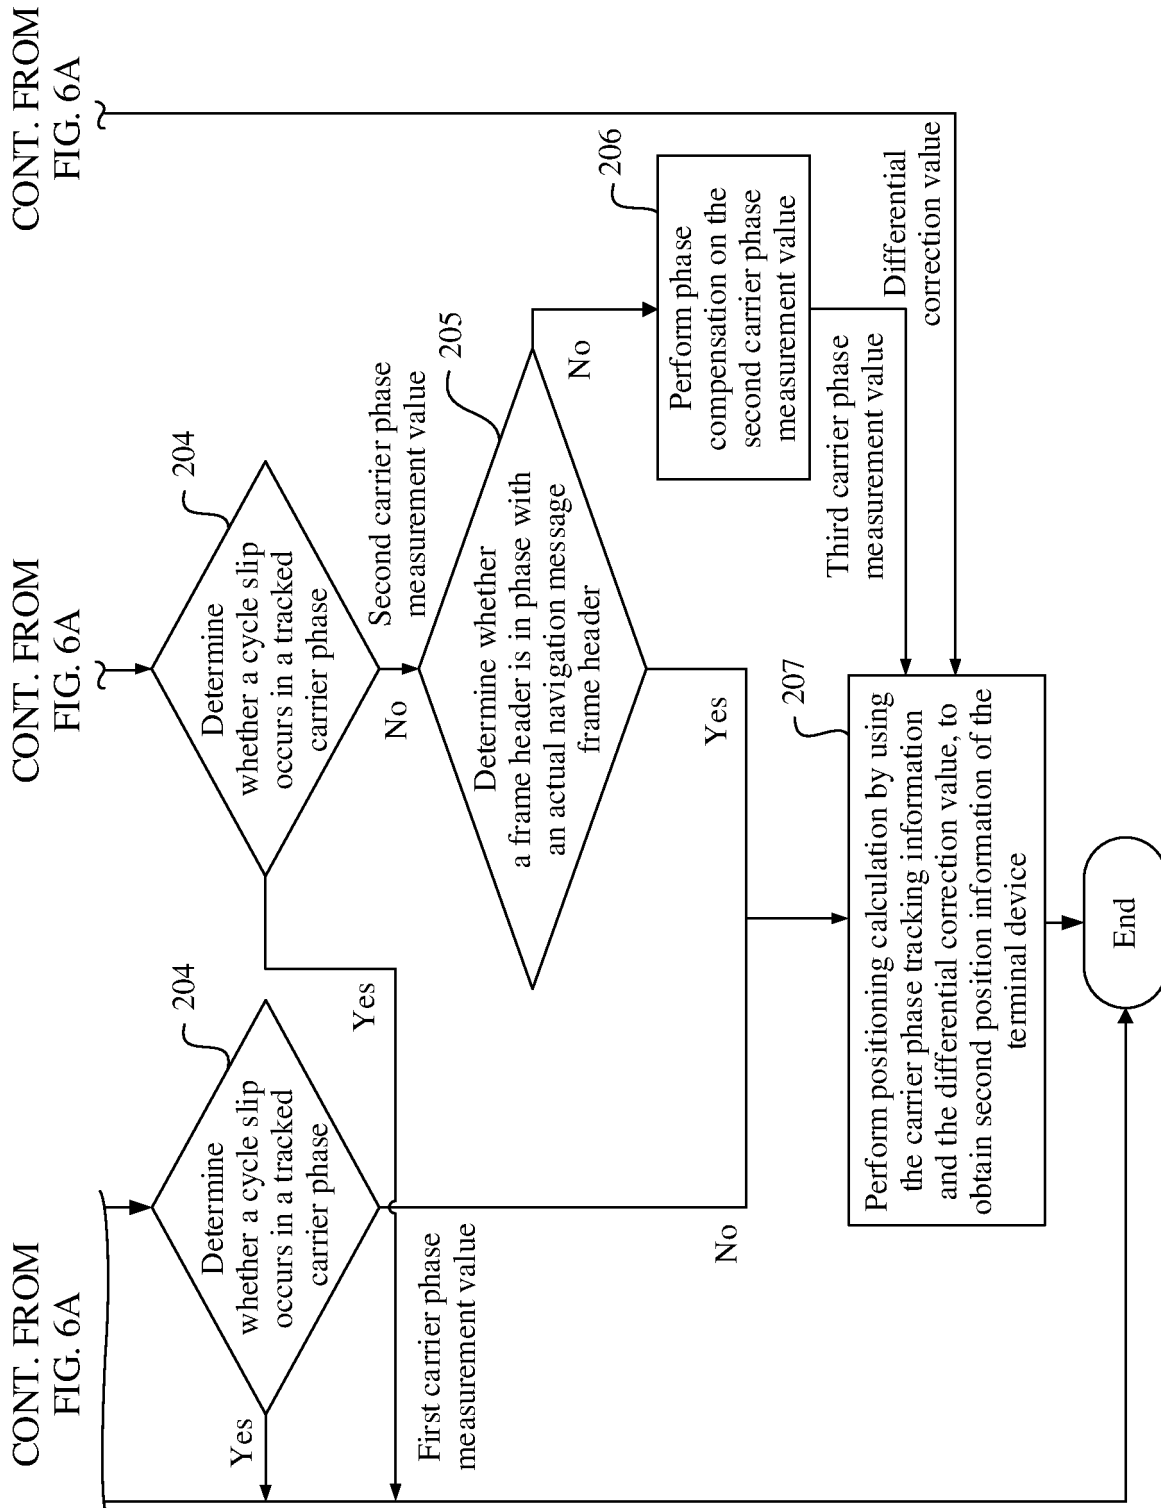 CONT. FROM
FIG. 6A
CONT. FROM
FIG. 6A
CONT. FROM
FIG. 6A
204
Determine
whether a cycle slip
occurs in a tracked
carrier phase
Yes
204
Determine
whether a cycle slip
occurs in a tracked
carrier phase
Yes
No
First carrier phase
measurement value
Second carrier phase
measurement value
205
Determine whether
a frame header is in phase with
an actual navigation message
frame header
No
206
Perform phase
compensation on the
second carrier phase
measurement value
No
Yes
Third carrier phase
measurement value
Differential
correction value
207
Perform positioning calculation by using
the carrier phase tracking information
and the differential correction value, to
obtain second position information of the
terminal device
End